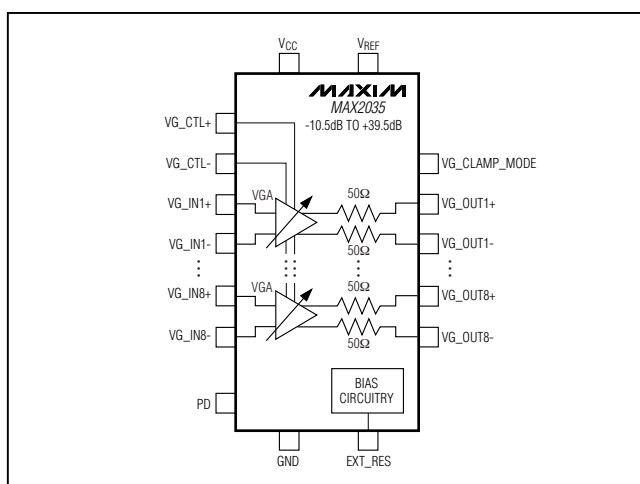 VCC VREF
MAXIM
MAX2035
-10.5dB TO +39.5dB
VG_CTL+
VG_CTL-
VG_CLAMP_MODE
VG_IN1+ VGA 50Ω VG_OUT1+
VG_IN1- 50Ω VG_OUT1-
VG_IN8+ VGA 50Ω VG_OUT8+
VG_IN8- 50Ω VG_OUT8-
PD
BIAS
CIRCUITRY
GND EXT_RES